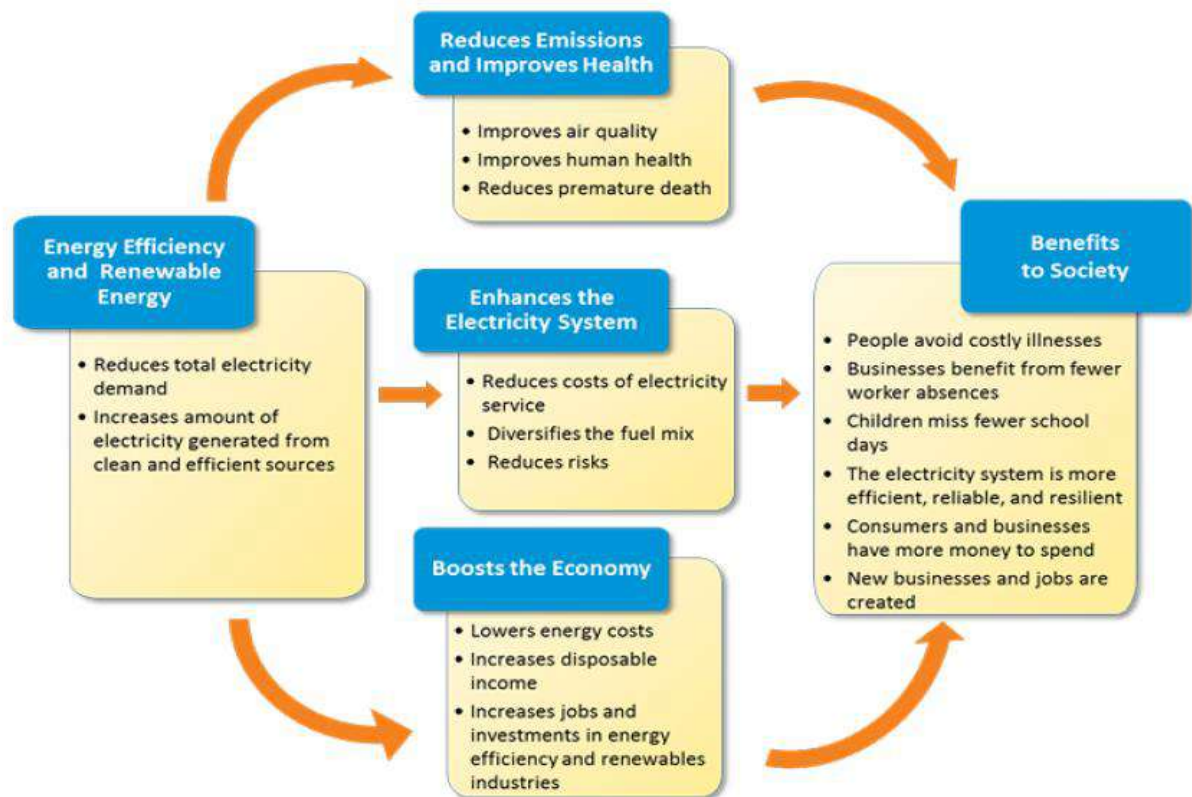 Energy Efficiency
and Renewable
Energy
• Reduces total electricity
demand
• Increases amount of
electricity generated from
clean and efficient sources
Reduces Emissions
and Improves Health
• Improves air quality
• Improves human health
• Reduces premature death
Enhances the
Electricity System
• Reduces costs of electricity
service
• Diversifies the fuel mix
• Reduces risks
Boosts the Economy
• Lowers energy costs
• Increases disposable
income
• Increases jobs and
investments in energy
efficiency and renewables
industries
Benefits
to Society
• People avoid costly illnesses
• Businesses benefit from fewer
worker absences
• Children miss fewer school
days
• The electricity system is more
efficient, reliable, and resilient
• Consumers and businesses
have more money to spend
• New businesses and jobs are
created